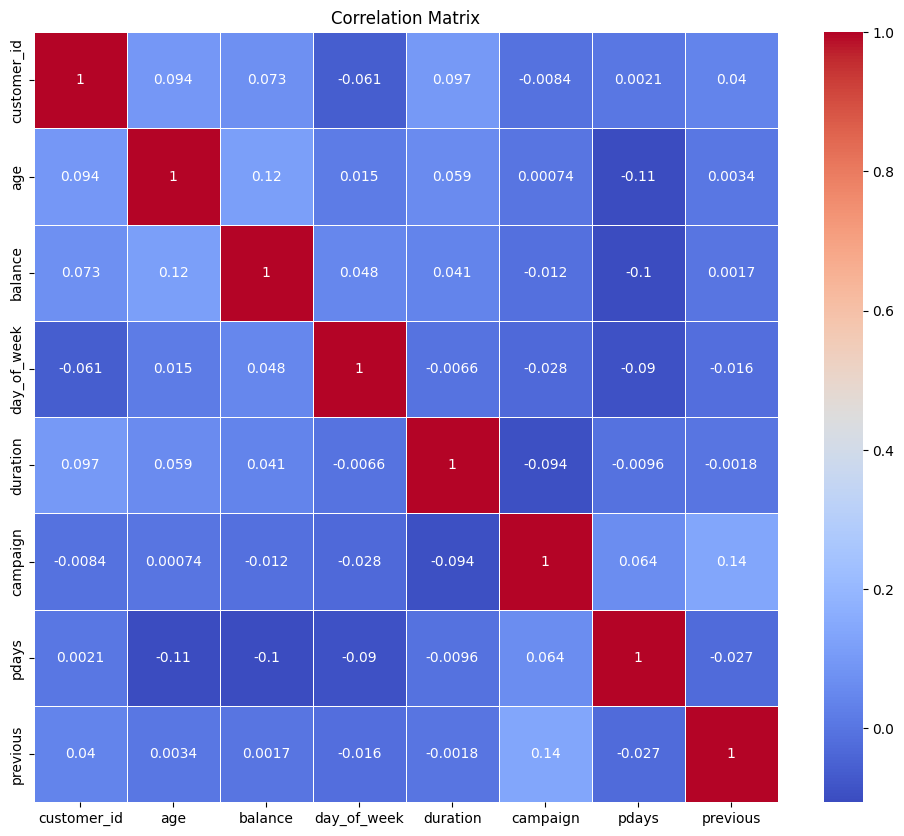 Correlation Matrix
customer_id 1 0.094 0.073 -0.061 0.097 -0.0084 0.0021 0.04
age 0.094 1 0.12 0.015 0.059 0.00074 -0.11 0.0034
balance 0.073 0.12 1 0.048 0.041 -0.012 -0.1 0.0017
day_of_week -0.061 0.015 0.048 1 -0.0066 -0.028 -0.09 -0.016
duration 0.097 0.059 0.041 -0.0066 1 -0.094 -0.0096 -0.0018
campaign -0.0084 0.00074 -0.012 -0.028 -0.094 1 0.064 0.14
pdays 0.0021 -0.11 -0.1 -0.09 -0.0096 0.064 1 -0.027
previous 0.04 0.0034 0.0017 -0.016 -0.0018 0.14 -0.027 1
customer_id age balance day_of_week duration campaign pdays previous
1.0
0.8
0.6
0.4
0.2
0.0